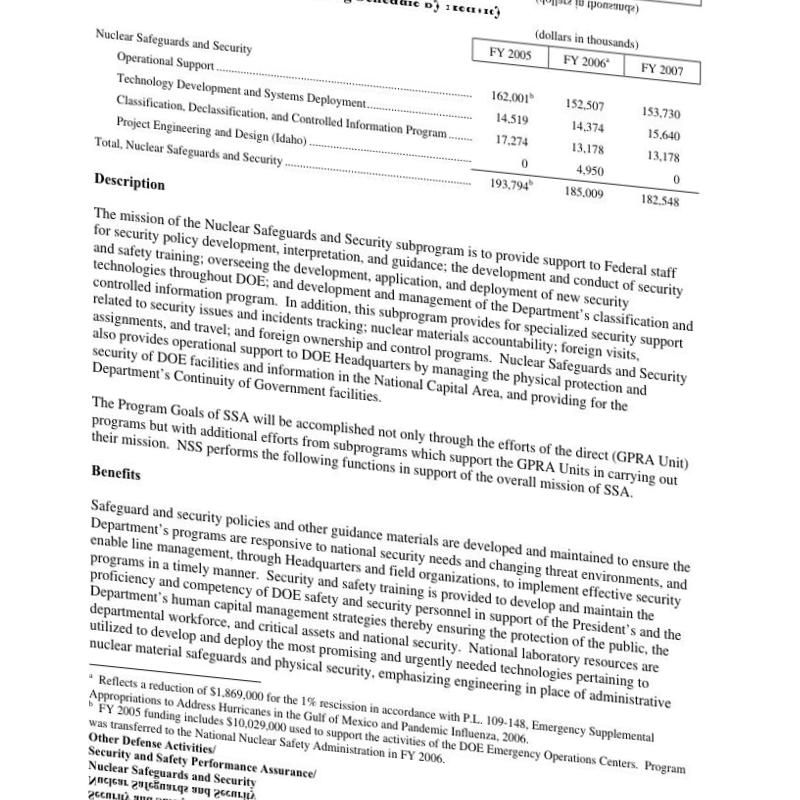 (dollars in thousands)
FY 2005 FY 2006ᵃ FY 2007
Nuclear Safeguards and Security
Operational Support 162,001ᵇ 152,507 153,730
Technology Development and Systems Deployment 14,519 14,374 15,640
Classification, Declassification, and Controlled Information Program 17,274 13,178 13,178
Project Engineering and Design (Idaho) 0 4,950 0
Total, Nuclear Safeguards and Security 193,794ᵇ 185,009 182,548
Description
The mission of the Nuclear Safeguards and Security subprogram is to provide support to Federal staff
for security policy development, interpretation, and guidance; the development and conduct of security
and safety training; overseeing the development, application, and deployment of new security
technologies throughout DOE; and development and management of the Department's classification and
controlled information program. In addition, this subprogram provides for specialized security support
related to security issues and incidents tracking; nuclear materials accountability; foreign visits,
assignments, and travel; and foreign ownership and control programs. Nuclear Safeguards and Security
also provides operational support to DOE Headquarters by managing the physical protection and
security of DOE facilities and information in the National Capital Area, and providing for the
Department's Continuity of Government facilities.
The Program Goals of SSA will be accomplished not only through the efforts of the direct (GPRA Unit)
programs but with additional efforts from subprograms which support the GPRA Units in carrying out
their mission. NSS performs the following functions in support of the overall mission of SSA.
Benefits
Safeguard and security policies and other guidance materials are developed and maintained to ensure the
Department's programs are responsive to national security needs and changing threat environments, and
enable line management, through Headquarters and field organizations, to implement effective security
programs in a timely manner. Security and safety training is provided to develop and maintain the
proficiency and competency of DOE safety and security personnel in support of the President's and the
Department's human capital management strategies thereby ensuring the protection of the public, the
departmental workforce, and critical assets and national security. National laboratory resources are
utilized to develop and deploy the most promising and urgently needed technologies pertaining to
nuclear material safeguards and physical security, emphasizing engineering in place of administrative
ᵃ Reflects a reduction of $1,869,000 for the 1% rescission in accordance with P.L. 109-148, Emergency Supplemental
Appropriations to Address Hurricanes in the Gulf of Mexico and Pandemic Influenza, 2006.
ᵇ FY 2005 funding includes $10,029,000 used to support the activities of the DOE Emergency Operations Centers. Program
was transferred to the National Nuclear Safety Administration in FY 2006.
Other Defense Activities/
Security and Safety Performance Assurance/
Nuclear Safeguards and Security